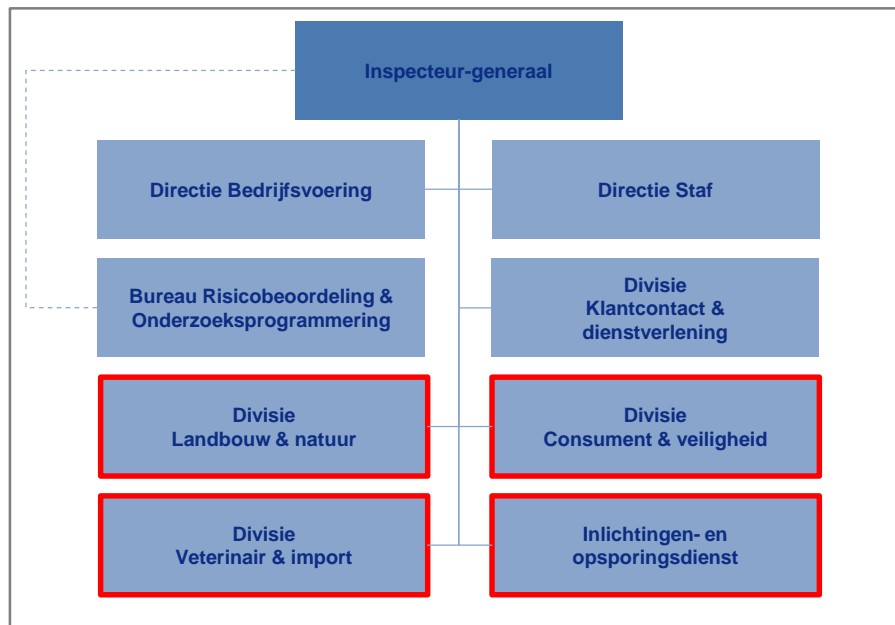 Inspecteur-generaal
Directie Bedrijfsvoering
Directie Staf
Bureau Risicobeoordeling &
Onderzoeksprogrammering
Divisie
Klantcontact &
dienstverlening
Divisie
Landbouw & natuur
Divisie
Consument & veiligheid
Divisie
Veterinair & import
Inlichtingen- en
opsporingsdienst